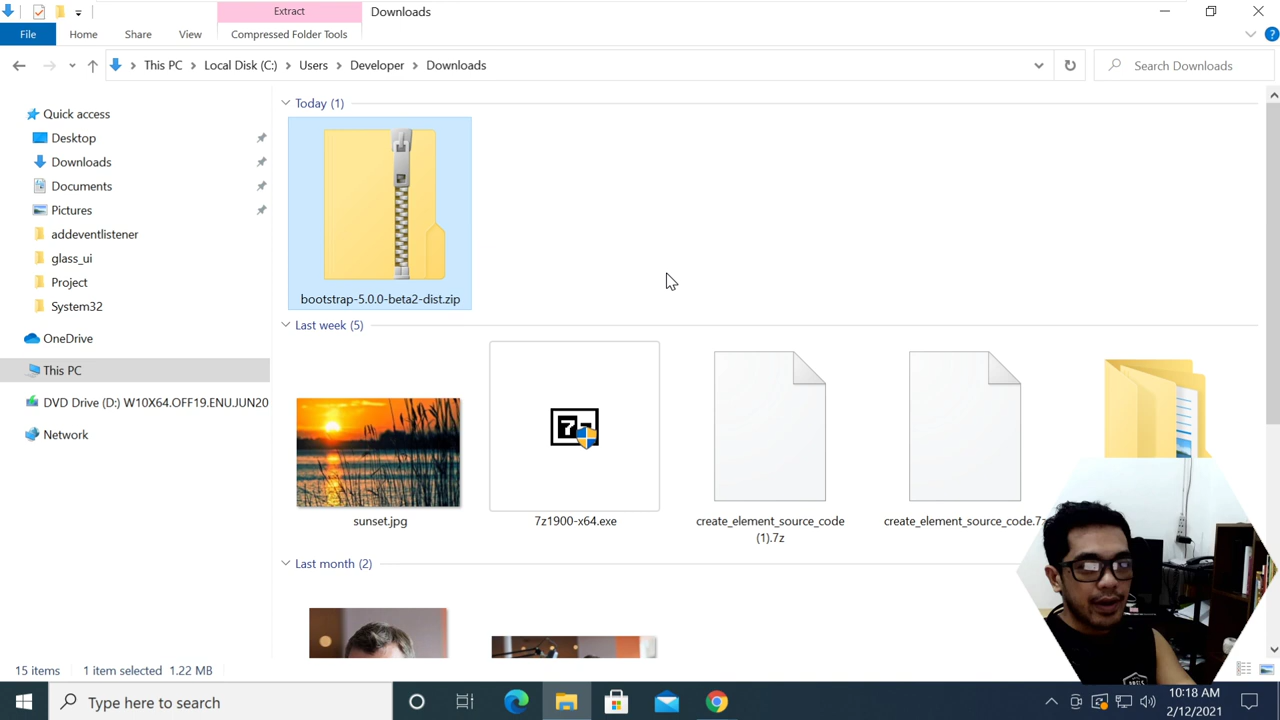 Extract
Downloads
File
Home
Share
View
Compressed Folder Tools
?
This PC
Local Disk (C:)
Users
Developer
Downloads
Search Downloads
Quick access
Desktop
Downloads
Documents
Pictures
addeventlistener
glass_ui
Project
System32
OneDrive
This PC
DVD Drive (D:) W10X64.OFF19.ENU.JUN20
Network
Today (1)
bootstrap-5.0.0-beta2-dist.zip
Last week (5)
sunset.jpg
7z1900-x64.exe
create_element_source_code
(1).7z
create_element_source_code.7z
Last month (2)
15 items
1 item selected 1.22 MB
Type here to search
10:18 AM
2/12/2021